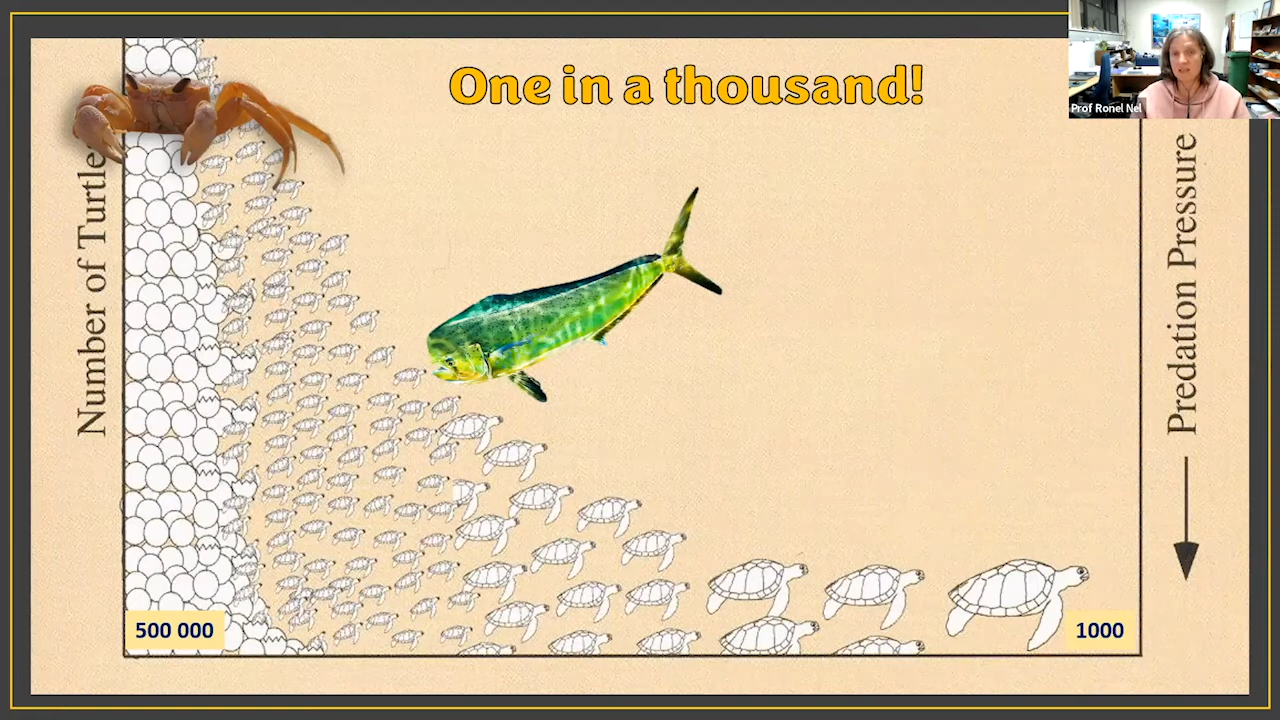 One in a thousand!
Prof Ronel Nel
Number of Turtle
Predation Pressure
500 000
1000